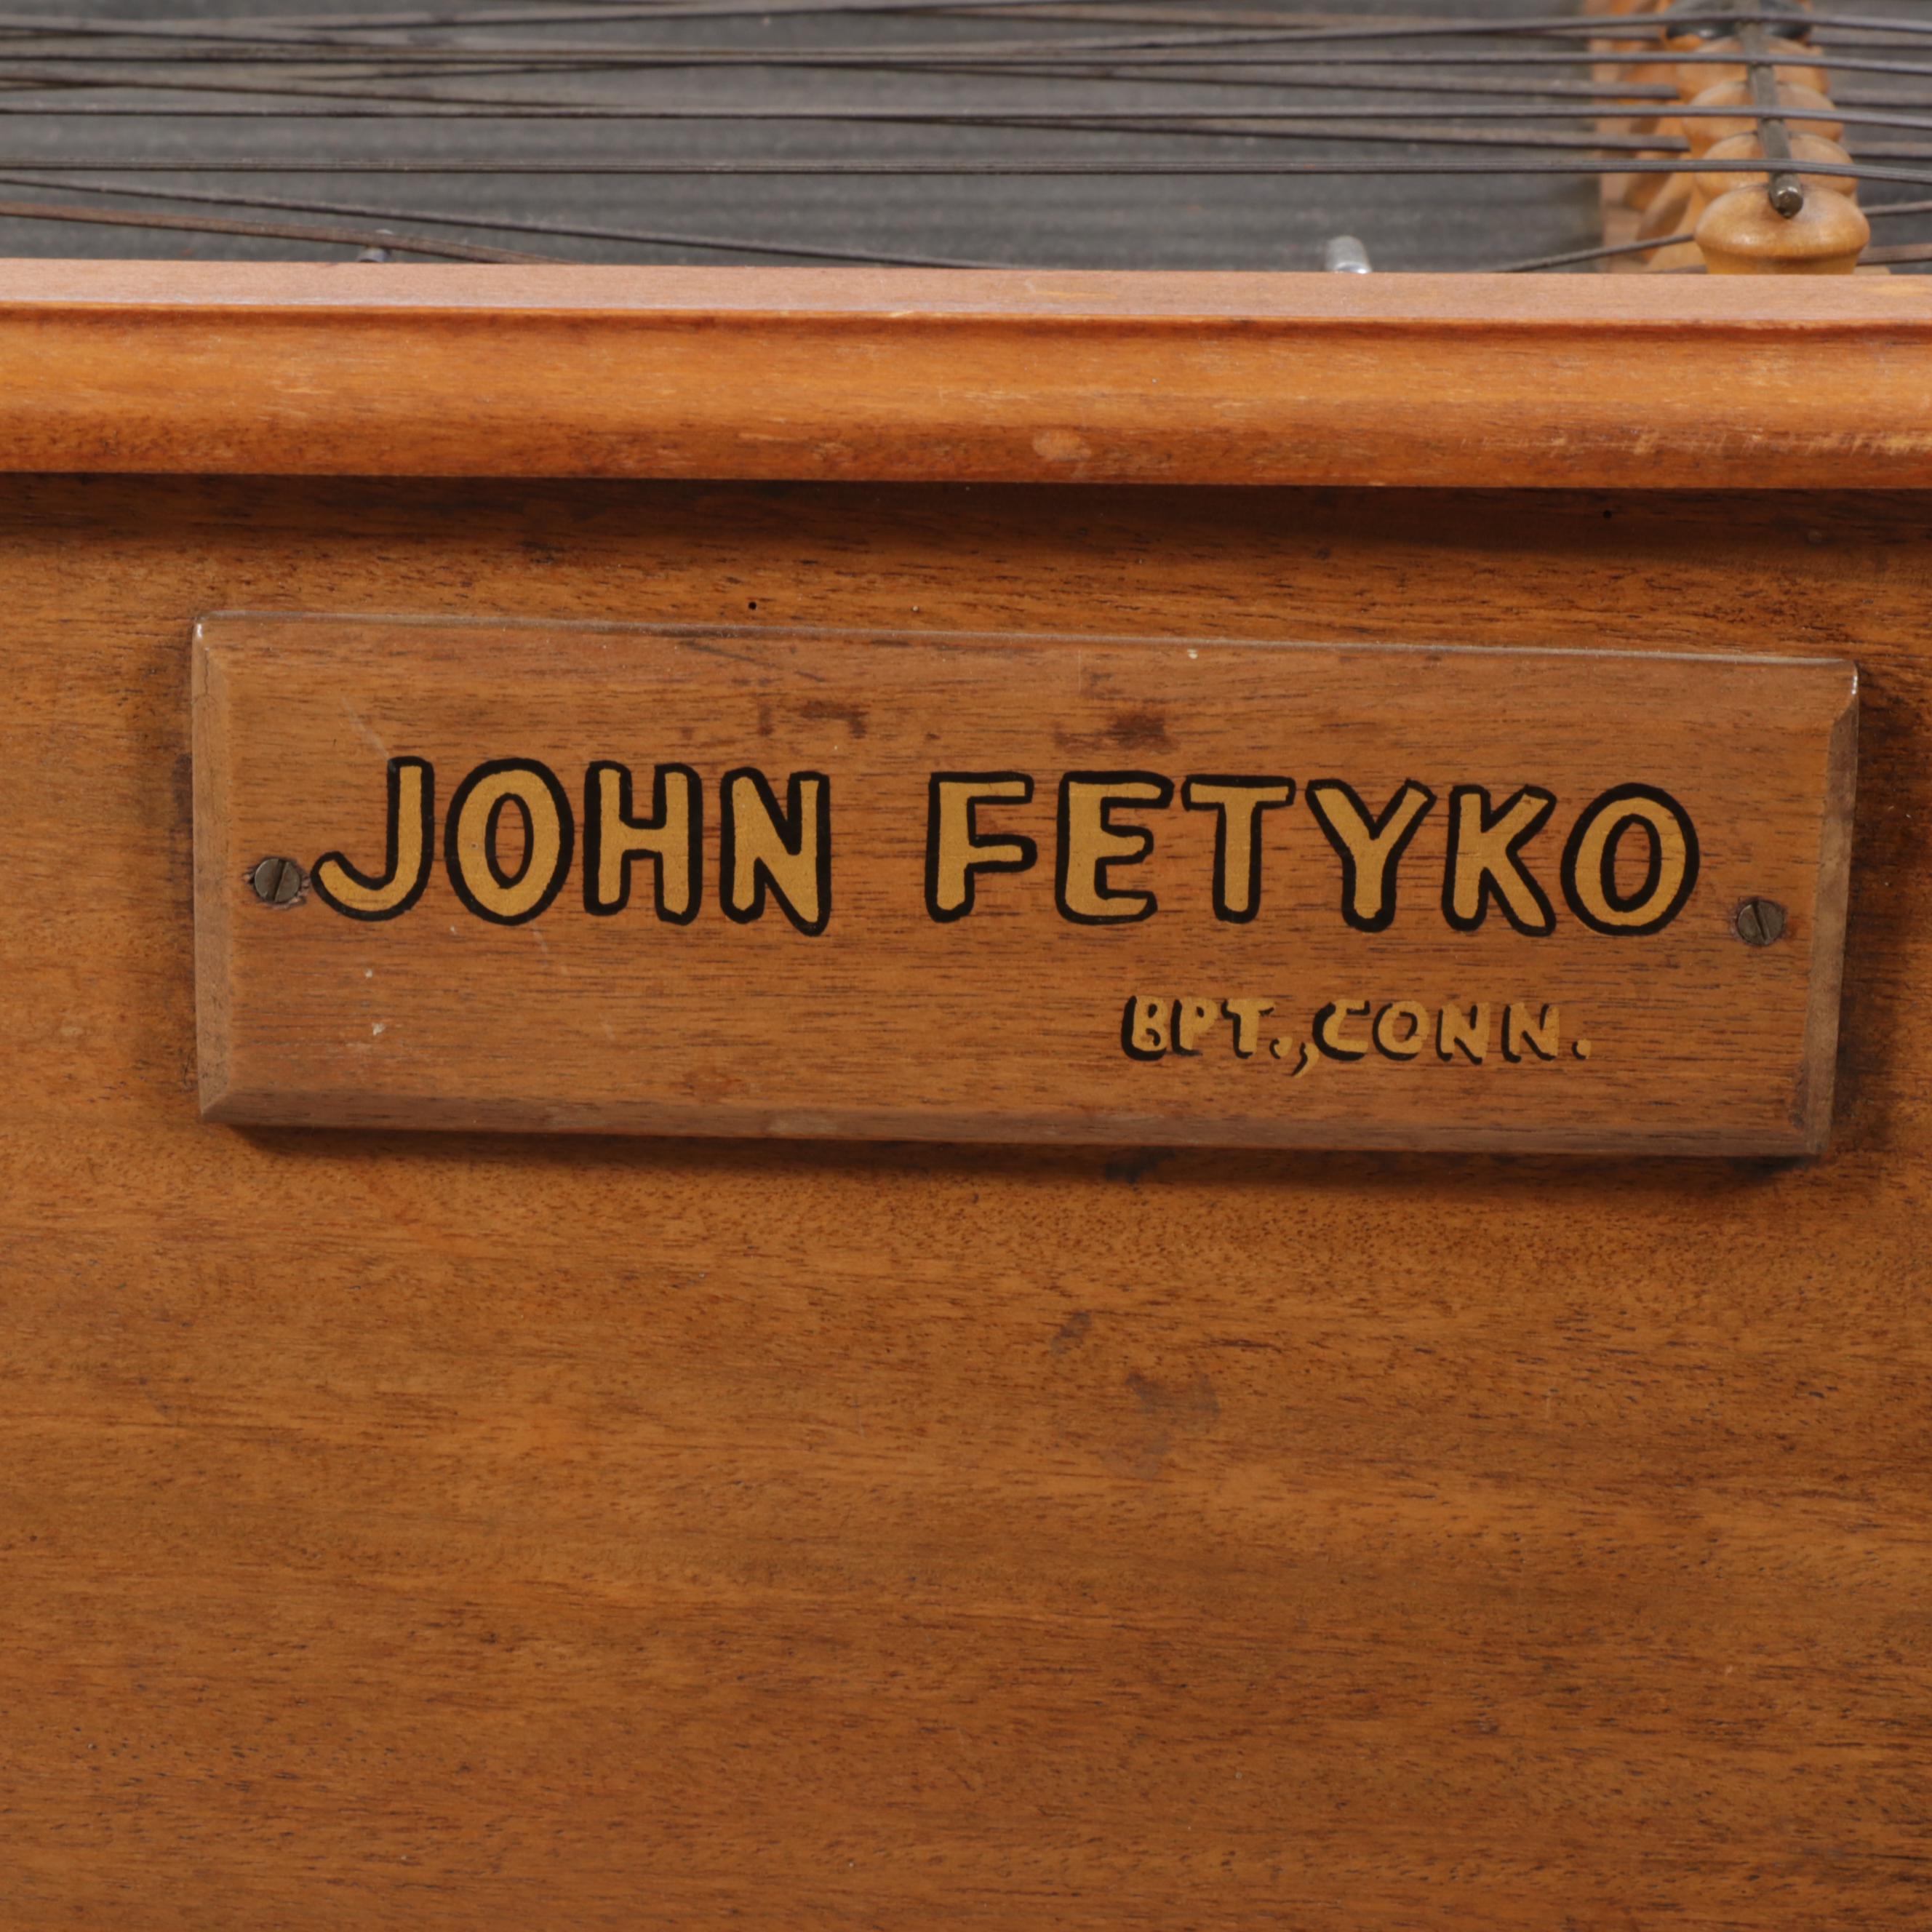 JOHN FETYKO
BPT., CONN.